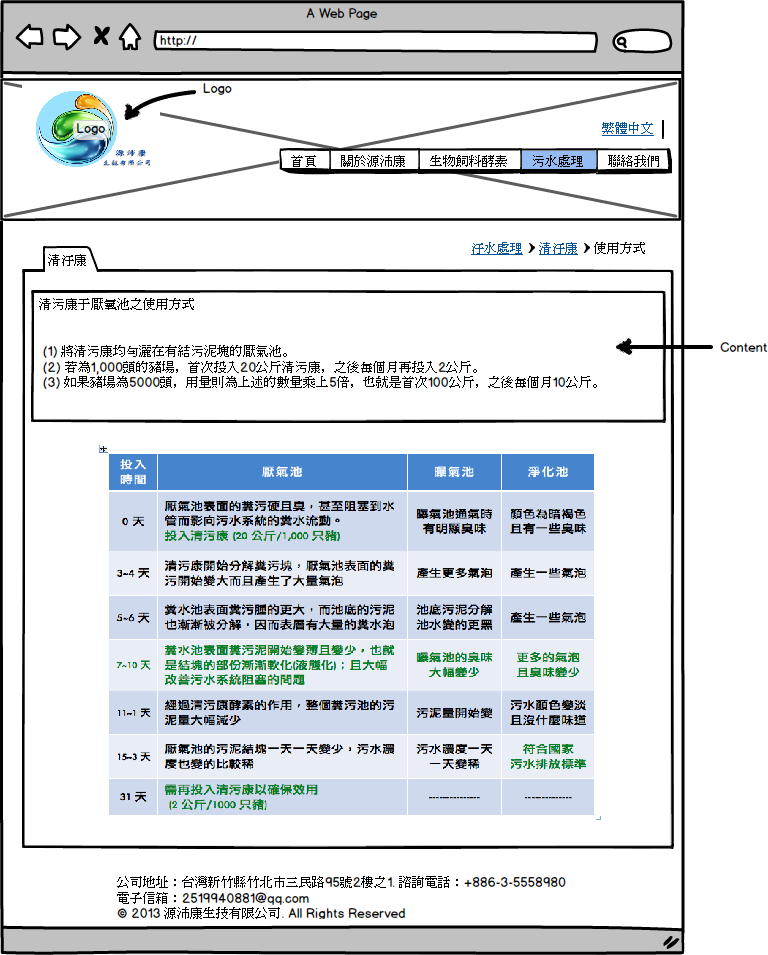 A Web Page
http://
Logo
Logo
源沛康
生技有限公司
繁體中文
首頁
關於源沛康
生物飼料酵素
污水處理
聯絡我們
汙水處理 > 清汙康 > 使用方式
清汙康
清污康于厭氧池之使用方式
(1) 將清污康均勻灑在有結污泥塊的厭氧池。
(2) 若為1,000頭的豬場，首次投入20公斤清污康，之後每個月再投入2公斤。
(3) 如果豬場為5000頭，用量則為上述的數量乘上5倍，也就是首次100公斤，之後每個月10公斤。
Content
投入
時間
厭氧池
曝氣池
淨化池
0 天
厭氧池表面的糞污硬且臭，甚至阻塞到水
管而影向污水系統的糞水流動。
投入清污康 (20 公斤/1,000 只豬)
曝氣池通氣時
有明顯臭味
顏色為暗褐色
且有一些臭味
3~4 天
清污康開始分解糞污塊，厭氧池表面的糞
污開始變大而且產生了大量氣泡
產生更多氣泡
產生一些氣泡
5~6 天
糞水池表面糞污腫的更大，而池底的污泥
也漸漸被分解，因而表層有大量的糞水泡
池底污泥分解
池水變的更黑
產生一些氣泡
7~10 天
糞水池表面糞污泥開始變薄且變少，也就
是結塊的部份漸漸軟化(液態化)；且大幅
改善污水系統阻塞的問題
曝氣池的臭味
大幅變少
更多的氣泡
且臭味變少
11~1 天
經過清污康酵素的作用，整個糞污池的污
泥量大幅減少
污泥量開始變
污水顏色變淡
且沒什麼味道
15~3 天
厭氧池的污泥結塊一天一天變少，污水濃
度也變的比較稀
污水濃度一天
一天變稀
符合國家
污水排放標準
31 天
需再投入清污康以確保效用
(2 公斤/1000 只豬)
---------------
--------------
公司地址：台灣新竹縣竹北市三民路95號2樓之1. 諮詢電話：+886-3-5558980
電子信箱：2519940881@qq.com
© 2013 源沛康生技有限公司. All Rights Reserved